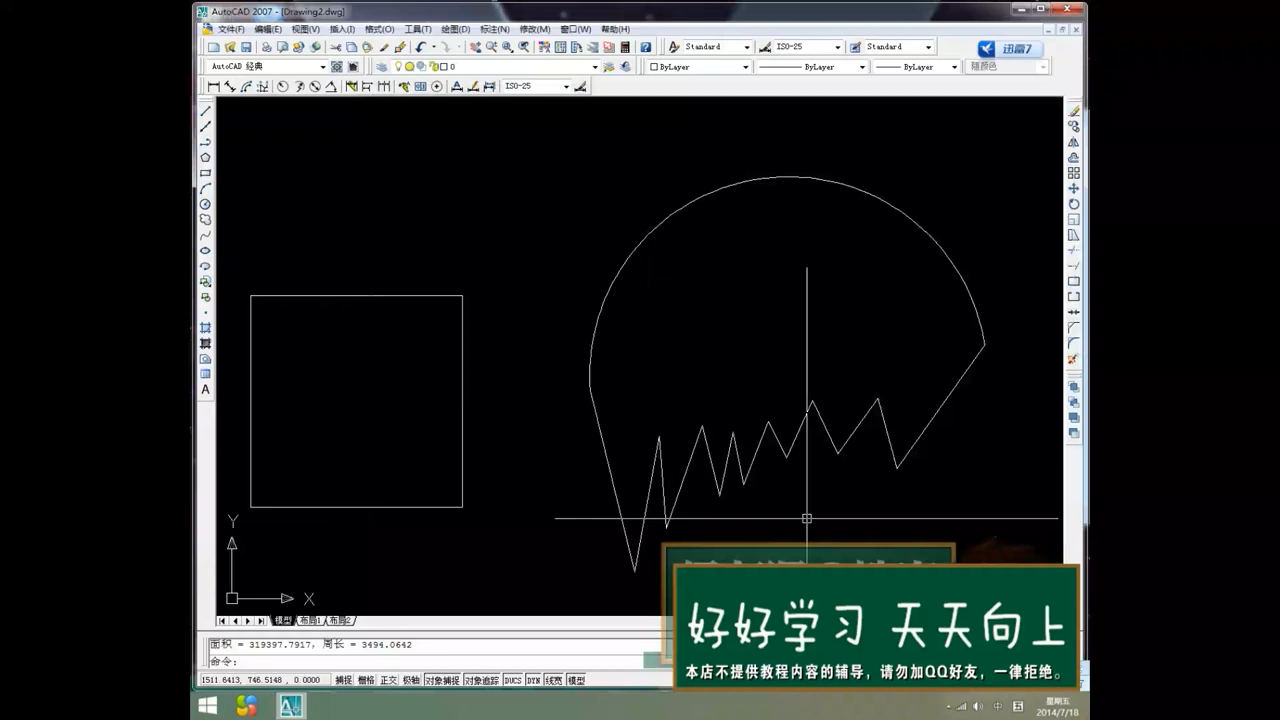 AutoCAD 2007 - [Drawing2.dwg]
文件(F) 编辑(E) 视图(V) 插入(I) 格式(O) 工具(T) 绘图(D) 标注(N) 修改(M) 窗口(W) 帮助(H)
Standard ISO-25 Standard 迅雷7
AutoCAD 经典 0 ByLayer ByLayer ByLayer 随颜色
ISO-25
A
Y
X
模型 布局1 布局2
面积 = 319397.7917, 周长 = 3494.0642
命令:
1511.6413, 746.5148, 0.0000 捕捉 栅格 正交 极轴 对象捕捉 对象追踪 DUCS DYN 线宽 模型
好好学习 天天向上
本店不提供教程内容的辅导，请勿加QQ好友，一律拒绝。
中 五 星期五
2014/7/18